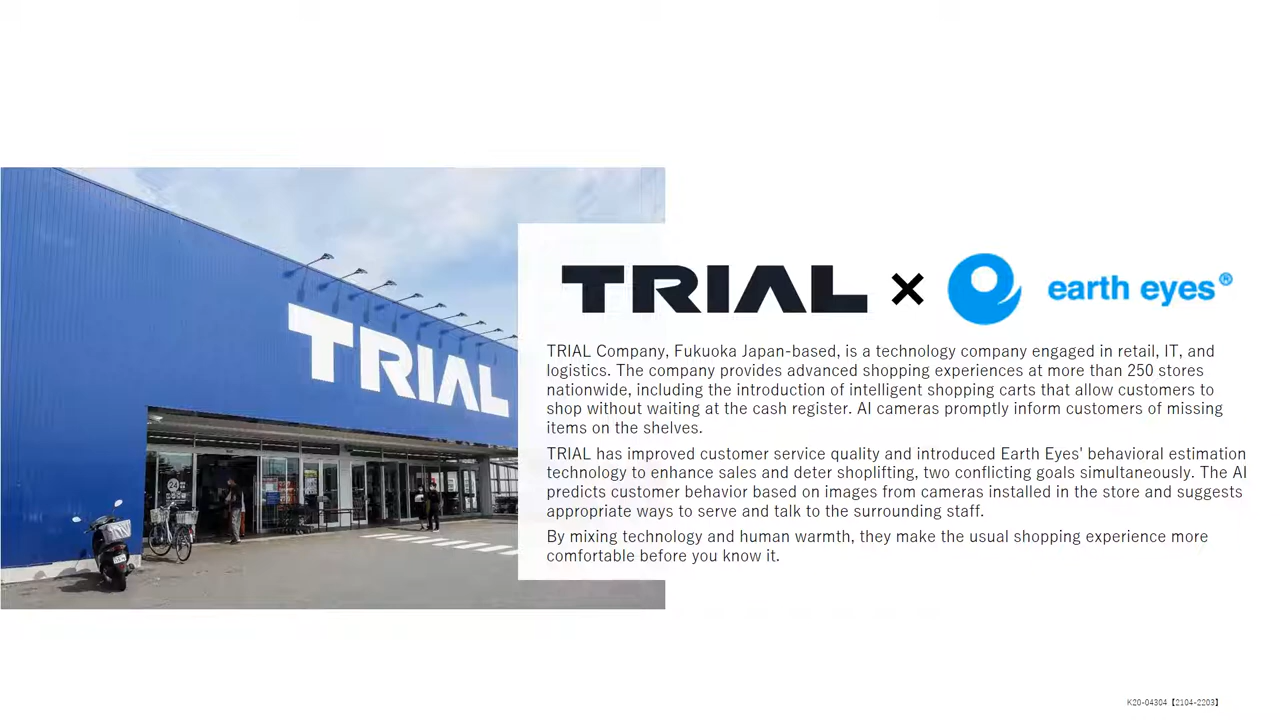 TRIAL
24
TRIAL × earth eyes®
TRIAL Company, Fukuoka Japan-based, is a technology company engaged in retail, IT, and
logistics. The company provides advanced shopping experiences at more than 250 stores
nationwide, including the introduction of intelligent shopping carts that allow customers to
shop without waiting at the cash register. AI cameras promptly inform customers of missing
items on the shelves.
TRIAL has improved customer service quality and introduced Earth Eyes' behavioral estimation
technology to enhance sales and deter shoplifting, two conflicting goals simultaneously. The AI
predicts customer behavior based on images from cameras installed in the store and suggests
appropriate ways to serve and talk to the surrounding staff.
By mixing technology and human warmth, they make the usual shopping experience more
comfortable before you know it.
K20-04304【2104-2203】